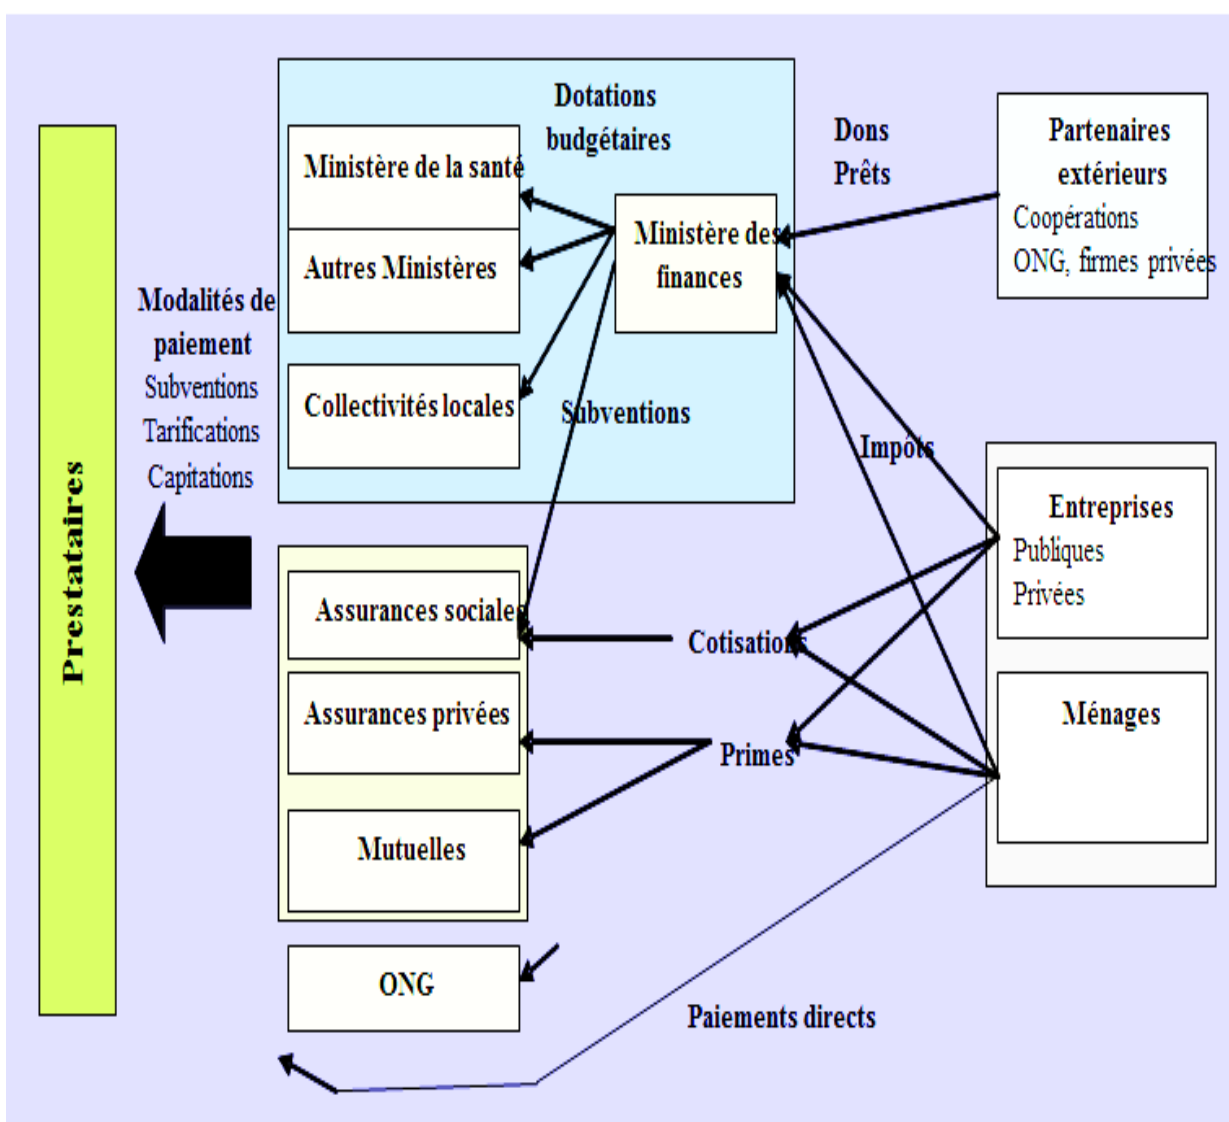 Prestataires
Modalités de
paiement
Subventions
Tarifications
Capitations
Dotations
budgétaires
Ministère de la santé
Autres Ministères
Collectivités locales
Ministère des
finances
Subventions
Dons
Prêts
Partenaires
extérieurs
Coopérations
ONG, firmes privées
Impôts
Entreprises
Publiques
Privées
Ménages
Assurances sociales
Cotisations
Assurances privées
Primes
Mutuelles
ONG
Paiements directs